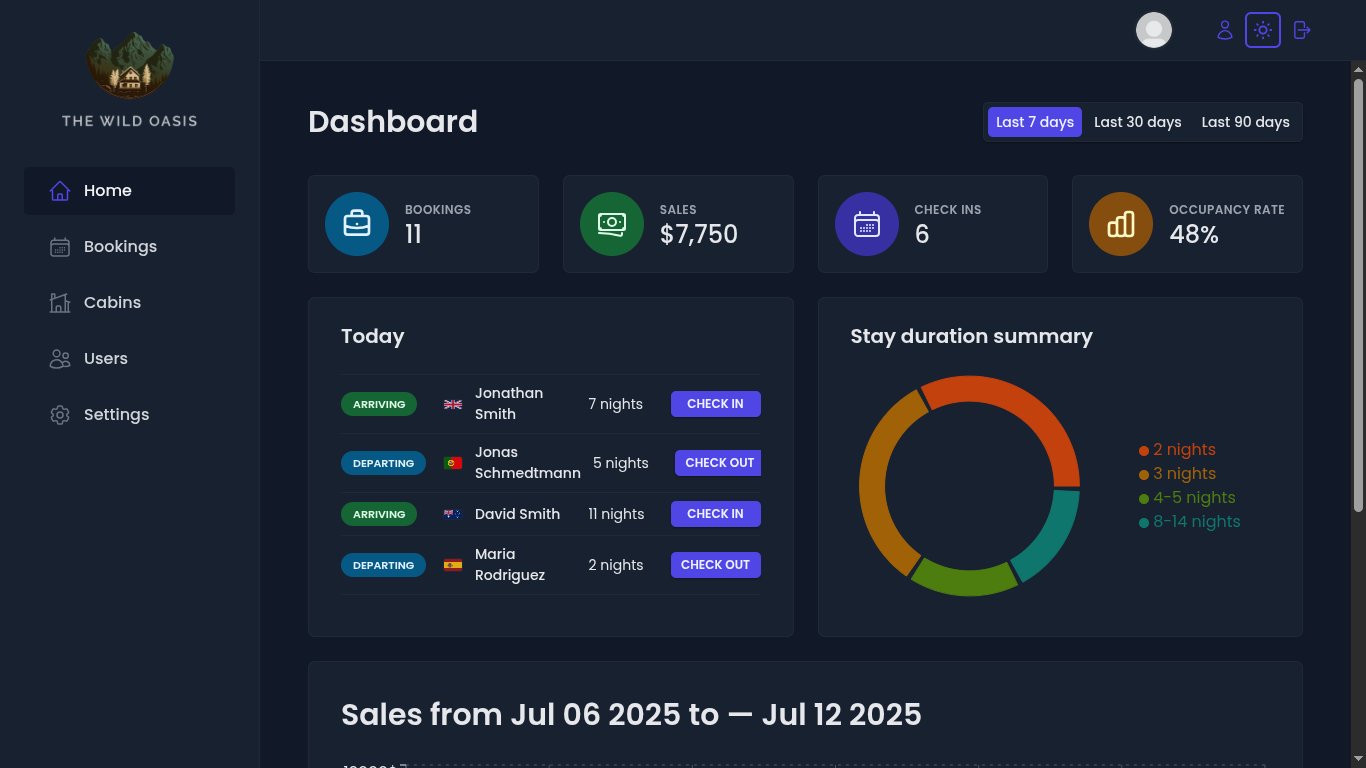 THE WILD OASIS
Home
Bookings
Cabins
Users
Settings
Dashboard
Last 7 days
Last 30 days
Last 90 days
BOOKINGS
11
SALES
$7,750
CHECK INS
6
OCCUPANCY RATE
48%
Today
ARRIVING
Jonathan
Smith
7 nights
CHECK IN
DEPARTING
Jonas
Schmedtmann
5 nights
CHECK OUT
ARRIVING
David Smith
11 nights
CHECK IN
DEPARTING
Maria
Rodriguez
2 nights
CHECK OUT
Stay duration summary
2 nights
3 nights
4-5 nights
8-14 nights
Sales from Jul 06 2025 to — Jul 12 2025